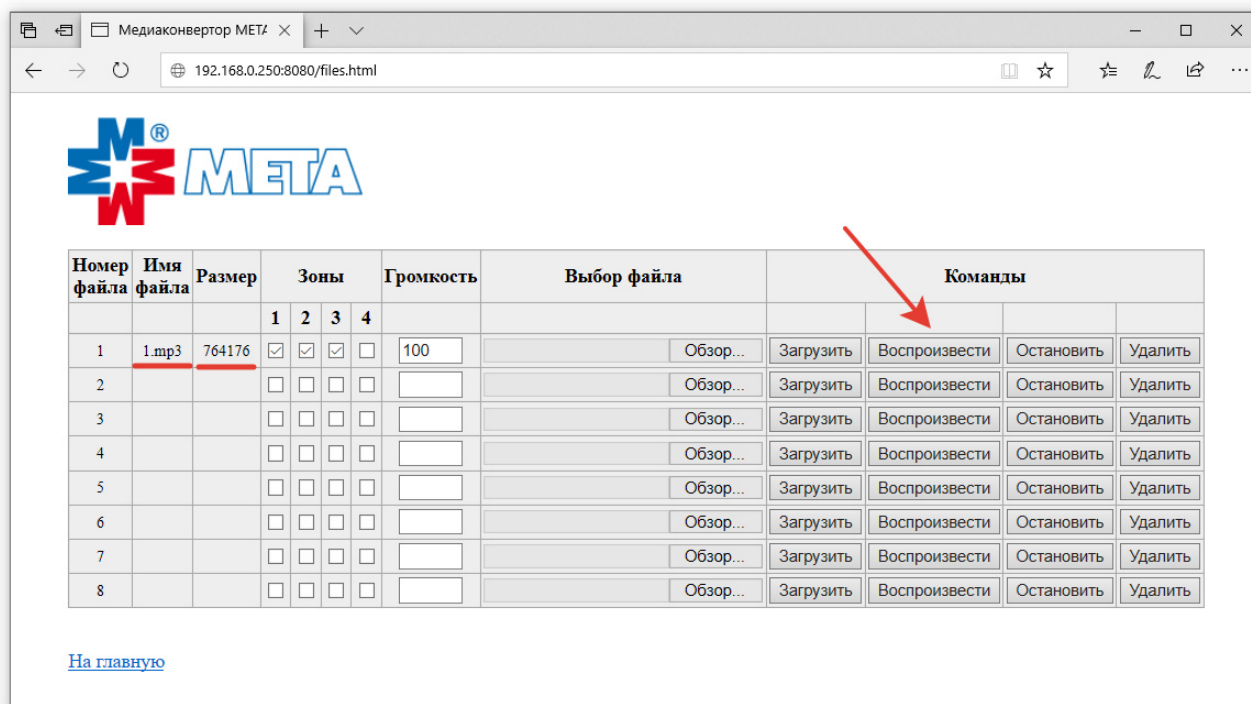 Медиаконвертор МЕТА
192.168.0.250:8080/files.html
®
МЕТА
Номер файла Имя файла Размер Зоны Громкость Выбор файла Команды
1 2 3 4
1 1.mp3 764176 100 Обзор... Загрузить Воспроизвести Остановить Удалить
2 Обзор... Загрузить Воспроизвести Остановить Удалить
3 Обзор... Загрузить Воспроизвести Остановить Удалить
4 Обзор... Загрузить Воспроизвести Остановить Удалить
5 Обзор... Загрузить Воспроизвести Остановить Удалить
6 Обзор... Загрузить Воспроизвести Остановить Удалить
7 Обзор... Загрузить Воспроизвести Остановить Удалить
8 Обзор... Загрузить Воспроизвести Остановить Удалить
На главную